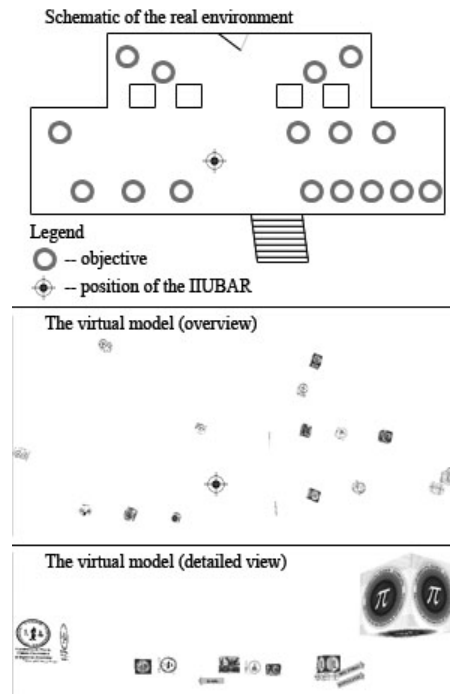 Schematic of the real environment
Legend
-- objective
-- position of the IIUBAR
The virtual model (overview)
The virtual model (detailed view)
π π